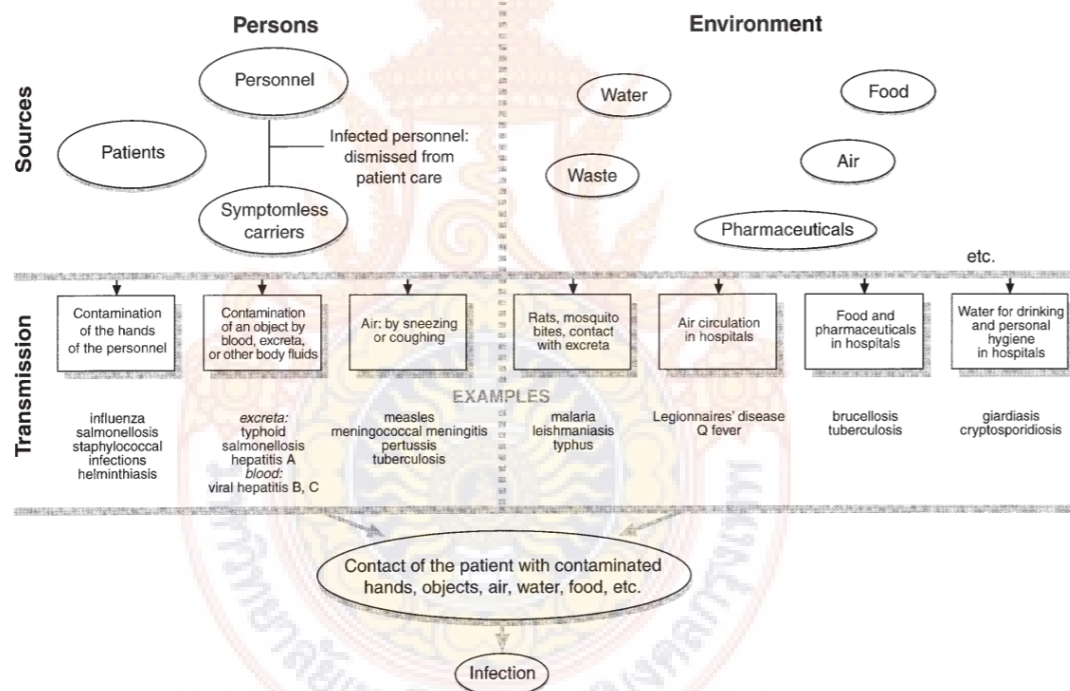 Persons
Environment
Sources
Personnel
Patients
Infected personnel:
dismissed from
patient care
Symptomless
carriers
Water
Food
Waste
Air
Pharmaceuticals
etc.
Transmission
Contamination
of the hands
of the personnel
Contamination
of an object by
blood, excreta,
or other body fluids
Air: by sneezing
or coughing
Rats, mosquito
bites, contact
with excreta
Air circulation
in hospitals
Food and
pharmaceuticals
in hospitals
Water for drinking
and personal
hygiene
in hospitals
EXAMPLES
influenza
salmonellosis
staphylococcal
infections
helminthiasis
excreta:
typhoid
salmonellosis
hepatitis A
blood:
viral hepatitis B, C
measles
meningococcal meningitis
pertussis
tuberculosis
malaria
leishmaniasis
typhus
Legionnaires' disease
Q fever
brucellosis
tuberculosis
giardiasis
cryptosporidiosis
Contact of the patient with contaminated
hands, objects, air, water, food, etc.
Infection